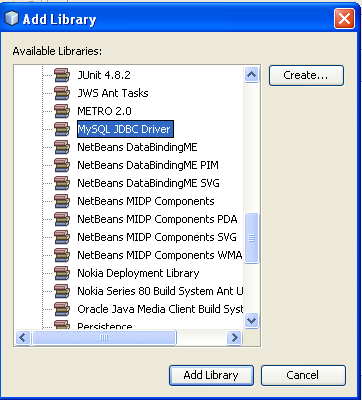 Add Library
Available Libraries:
JUnit 4.8.2
Create...
JWS Ant Tasks
METRO 2.0
MySQL JDBC Driver
NetBeans DataBindingME
NetBeans DataBindingME PIM
NetBeans DataBindingME SVG
NetBeans MIDP Components
NetBeans MIDP Components PDA
NetBeans MIDP Components SVG
NetBeans MIDP Components WMA
Nokia Deployment Library
Nokia Series 80 Build System Ant U
Oracle Java Media Client Build Syst
Persistence
Add Library
Cancel